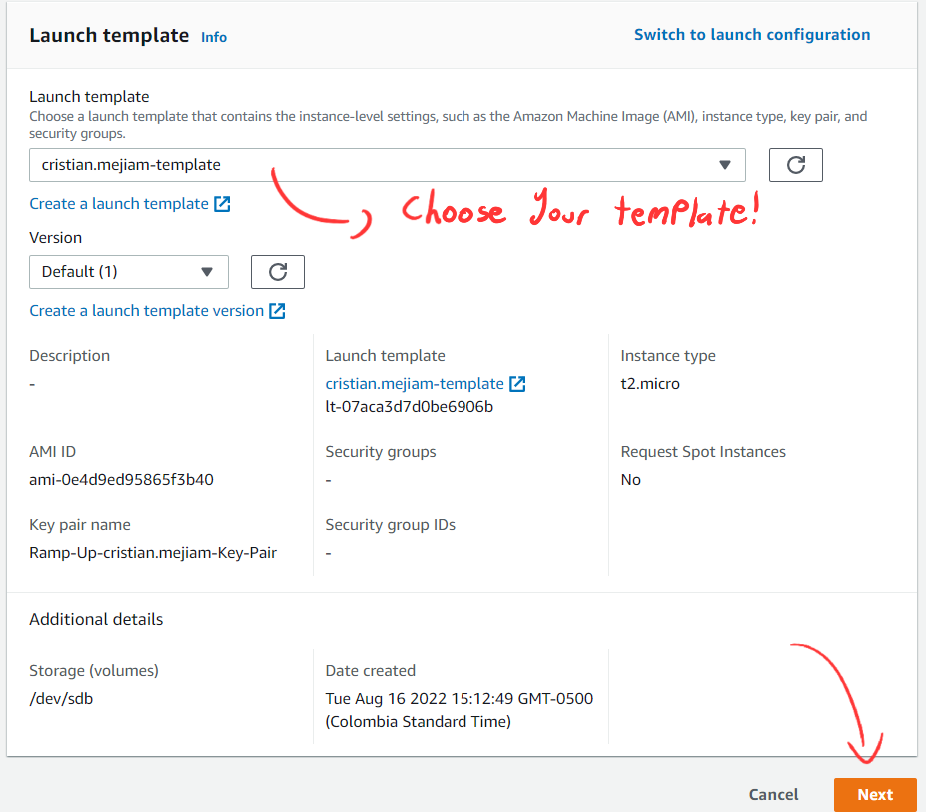 Launch template Info
Switch to launch configuration
Launch template
Choose a launch template that contains the instance-level settings, such as the Amazon Machine Image (AMI), instance type, key pair, and
security groups.
cristian.mejiam-template
Create a launch template
Choose Your template!
Version
Default (1)
Create a launch template version
Description
-
Launch template
cristian.mejiam-template
lt-07aca3d7d0be6906b
Instance type
t2.micro
AMI ID
ami-0e4d9ed95865f3b40
Security groups
-
Request Spot Instances
No
Key pair name
Ramp-Up-cristian.mejiam-Key-Pair
Security group IDs
-
Additional details
Storage (volumes)
/dev/sdb
Date created
Tue Aug 16 2022 15:12:49 GMT-0500
(Colombia Standard Time)
Cancel
Next